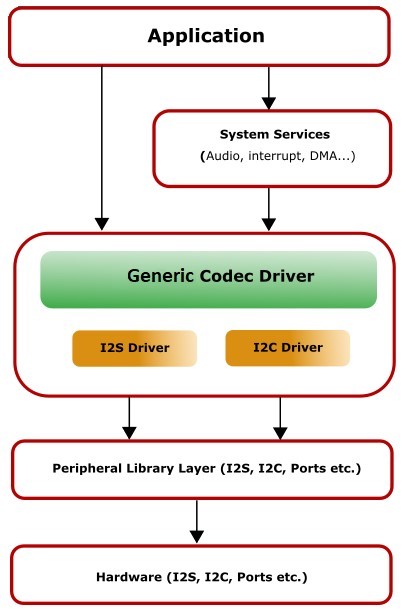 Application
System Services
(Audio, interrupt, DMA...)
Generic Codec Driver
I2S Driver
I2C Driver
Peripheral Library Layer (I2S, I2C, Ports etc.)
Hardware (I2S, I2C, Ports etc.)